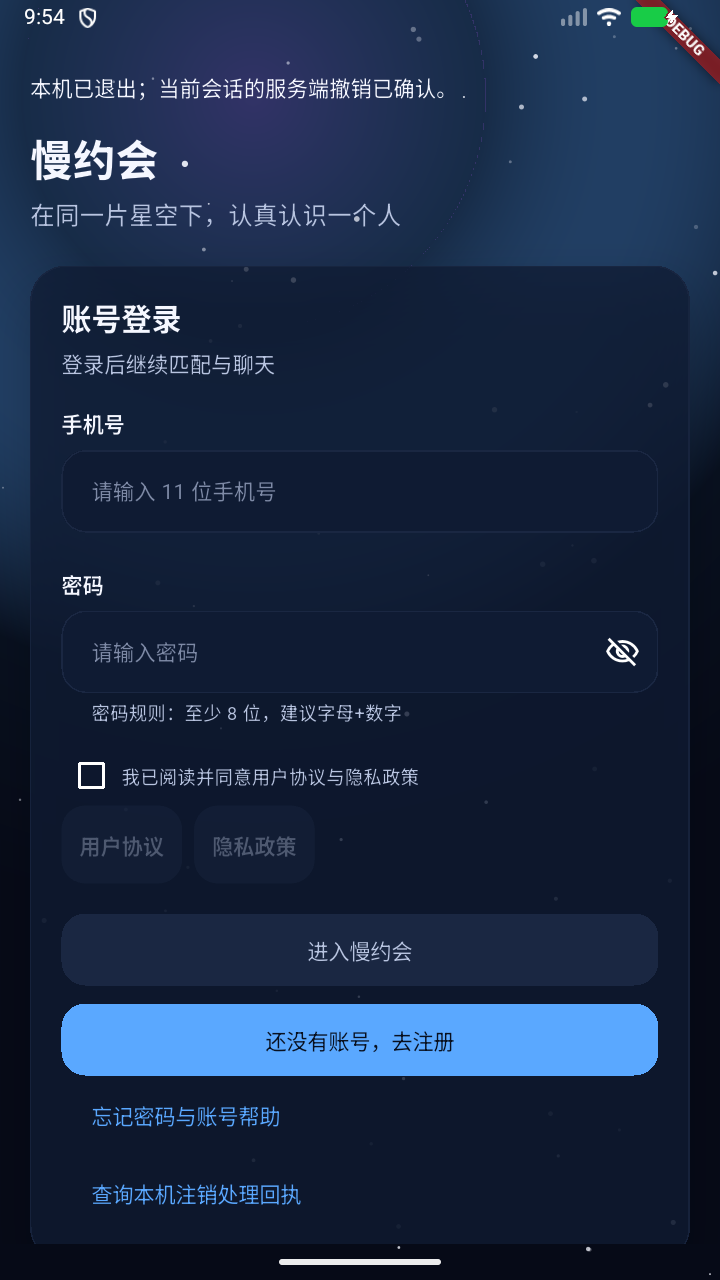 9:54
DEBUG
本机已退出；当前会话的服务端撤销已确认。
慢约会
在同一片星空下，认真认识一个人
账号登录
登录后继续匹配与聊天
手机号
请输入 11 位手机号
密码
请输入密码
密码规则：至少 8 位，建议字母+数字
我已阅读并同意用户协议与隐私政策
用户协议 隐私政策
进入慢约会
还没有账号，去注册
忘记密码与账号帮助
查询本机注销处理回执